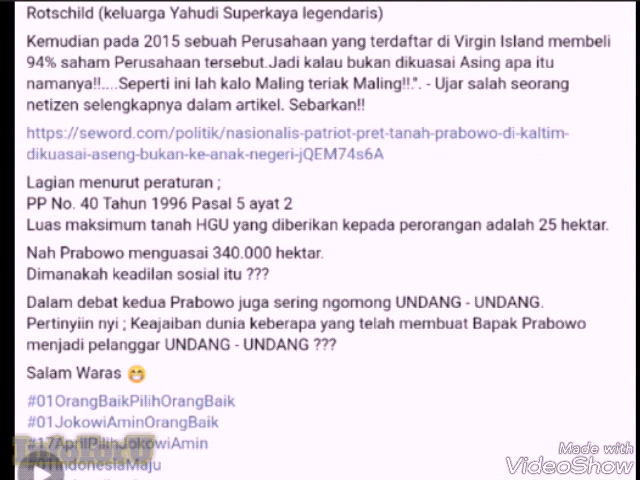 Rotschild (keluarga Yahudi Superkaya legendaris)
Kemudian pada 2015 sebuah Perusahaan yang terdaftar di Virgin Island membeli
94% saham Perusahaan tersebut.Jadi kalau bukan dikuasai Asing apa itu
namanya!!....Seperti ini lah kalo Maling teriak Maling!!.". - Ujar salah seorang
netizen selengkapnya dalam artikel. Sebarkan!!
https://seword.com/politik/nasionalis-patriot-pret-tanah-prabowo-di-kaltim-
dikuasai-aseng-bukan-ke-anak-negeri-jQEM74s6A
Lagian menurut peraturan ;
PP No. 40 Tahun 1996 Pasal 5 ayat 2
Luas maksimum tanah HGU yang diberikan kepada perorangan adalah 25 hektar.
Nah Prabowo menguasai 340.000 hektar.
Dimanakah keadilan sosial itu ???
Dalam debat kedua Prabowo juga sering ngomong UNDANG - UNDANG.
Pertinyiin nyi ; Keajaiban dunia keberapa yang telah membuat Bapak Prabowo
menjadi pelanggar UNDANG - UNDANG ???
Salam Waras 😁
#01OrangBaikPilihOrangBaik
#01JokowiAminOrangBaik
#17AprilPilihJokowiAmin
#01IndonesiaMaju
Made with
VideoShow